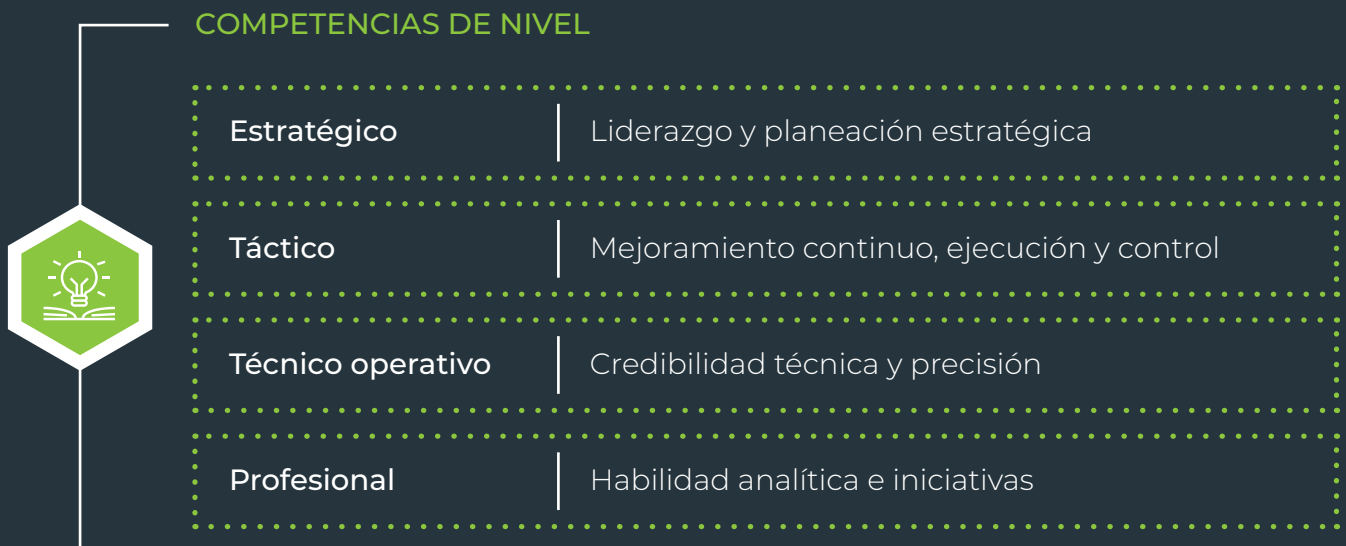 COMPETENCIAS DE NIVEL
Estratégico Liderazgo y planeación estratégica
Táctico Mejoramiento continuo, ejecución y control
Técnico operativo Credibilidad técnica y precisión
Profesional Habilidad analítica e iniciativas